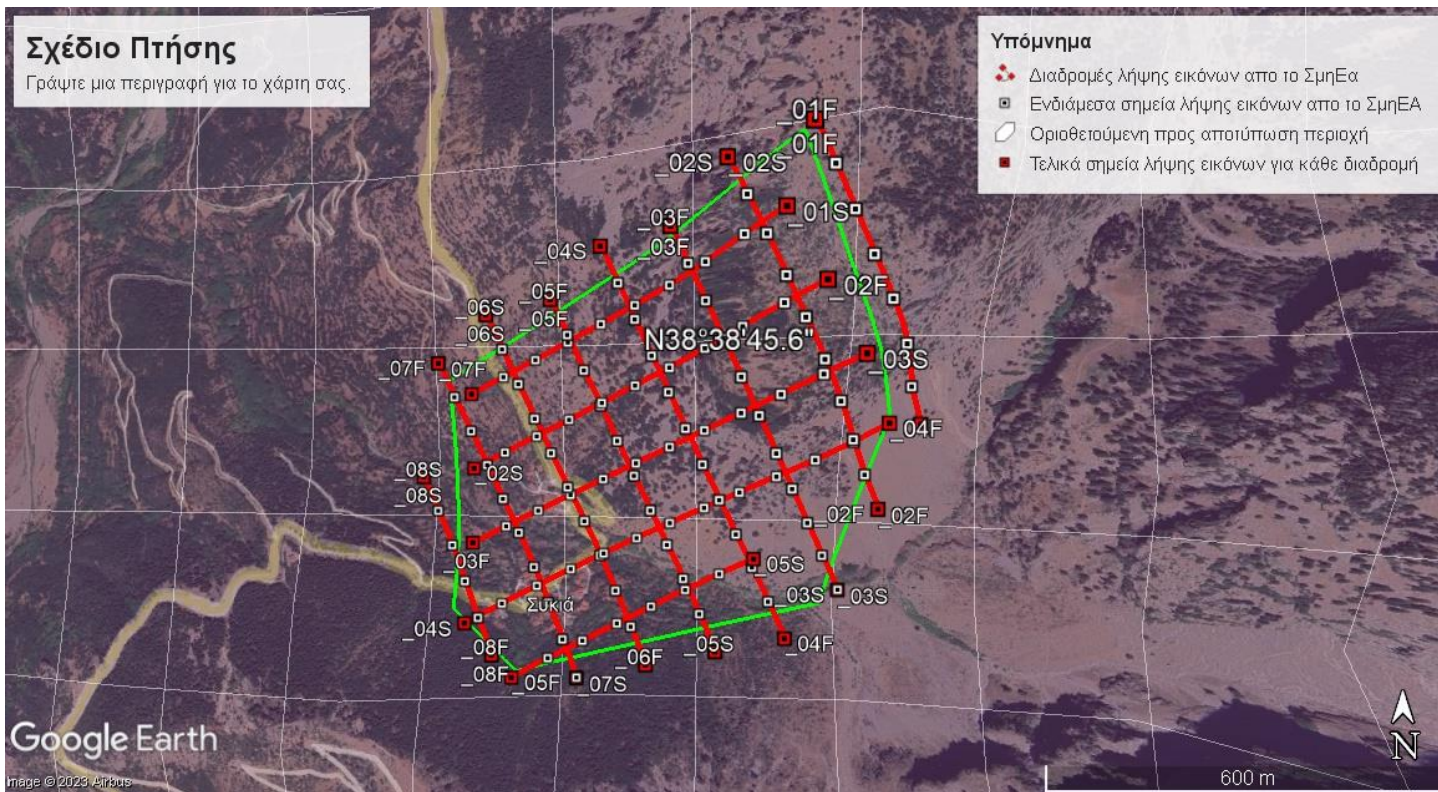 Σχέδιο Πτήσης
Γράψτε μια περιγραφή για το χάρτη σας.
Υπόμνημα
Διαδρομές λήψης εικόνων απο το ΣμηΕα
Ενδιάμεσα σημεία λήψης εικόνων απο το ΣμηΕΑ
Οριοθετούμενη προς αποτύπωση περιοχή
Τελικά σημεία λήψης εικόνων για κάθε διαδρομή
_01F
_01F
_02S
_02S
_01S
_03F
_03F
_04S
_02F
_05F
_05F
_06S
_06S
N38°38'45.6"
_03S
_07F
_07F
_04F
_08S
_02S
_08S
_02F
_02F
_03F
_05S
_03S
_03S
Συκιά
_04S
_08F
_05S
_04F
_06F
_08F
_05F
_07S
Google Earth
Image © 2023 Airbus
600 m
N